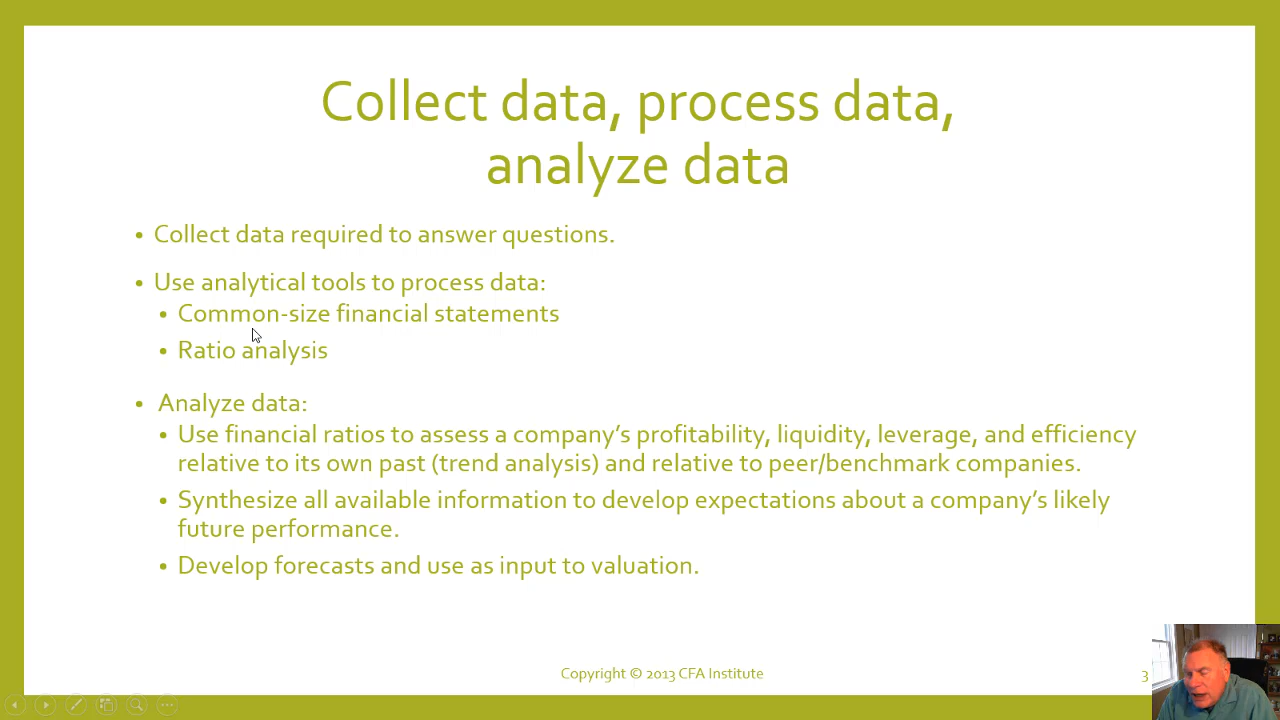 Collect data, process data,
analyze data
• Collect data required to answer questions.
• Use analytical tools to process data:
• Common-size financial statements
• Ratio analysis
• Analyze data:
• Use financial ratios to assess a company’s profitability, liquidity, leverage, and efficiency
relative to its own past (trend analysis) and relative to peer/benchmark companies.
• Synthesize all available information to develop expectations about a company’s likely
future performance.
• Develop forecasts and use as input to valuation.
Copyright © 2013 CFA Institute
3